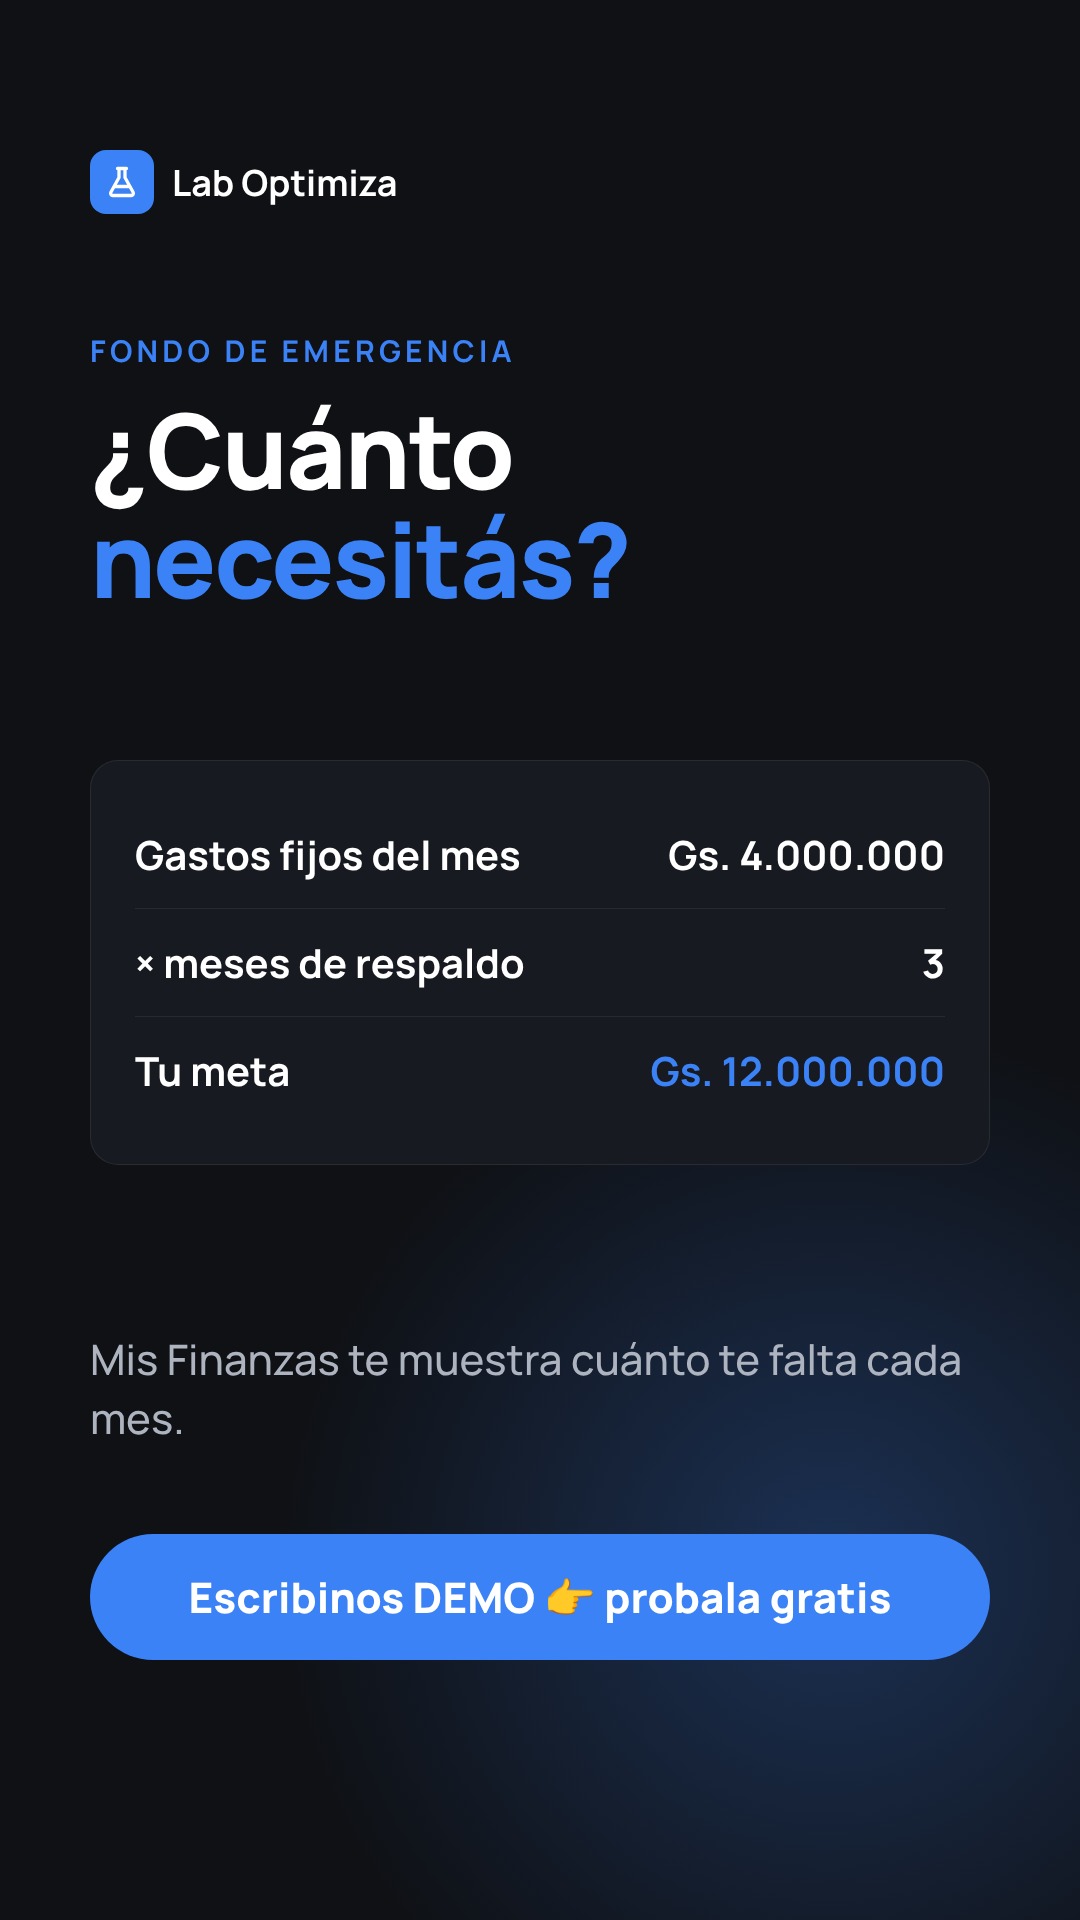 Lab Optimiza
FONDO DE EMERGENCIA
¿Cuánto
necesitás?
Gastos fijos del mes Gs. 4.000.000
× meses de respaldo 3
Tu meta Gs. 12.000.000
Mis Finanzas te muestra cuánto te falta cada
mes.
Escribinos DEMO 👉 probala gratis